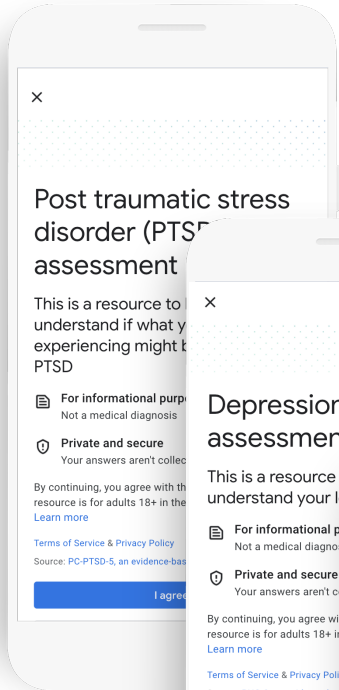 Post traumatic stress
disorder (PTS
assessment
This is a resource to
understand if what y
experiencing might b
PTSD
For informational purp
Not a medical diagnosis
Private and secure
Your answers aren't collec
By continuing, you agree with th
resource is for adults 18+ in the
Learn more
Terms of Service & Privacy Policy
Source: PC-PTSD-5, an evidence-bas
I agree
Depression
assessmen
This is a resource
understand your l
For informational p
Not a medical diagno
Private and secure
Your answers aren't c
By continuing, you agree wi
resource is for adults 18+ i
Learn more
Terms of Service & Privacy Poli